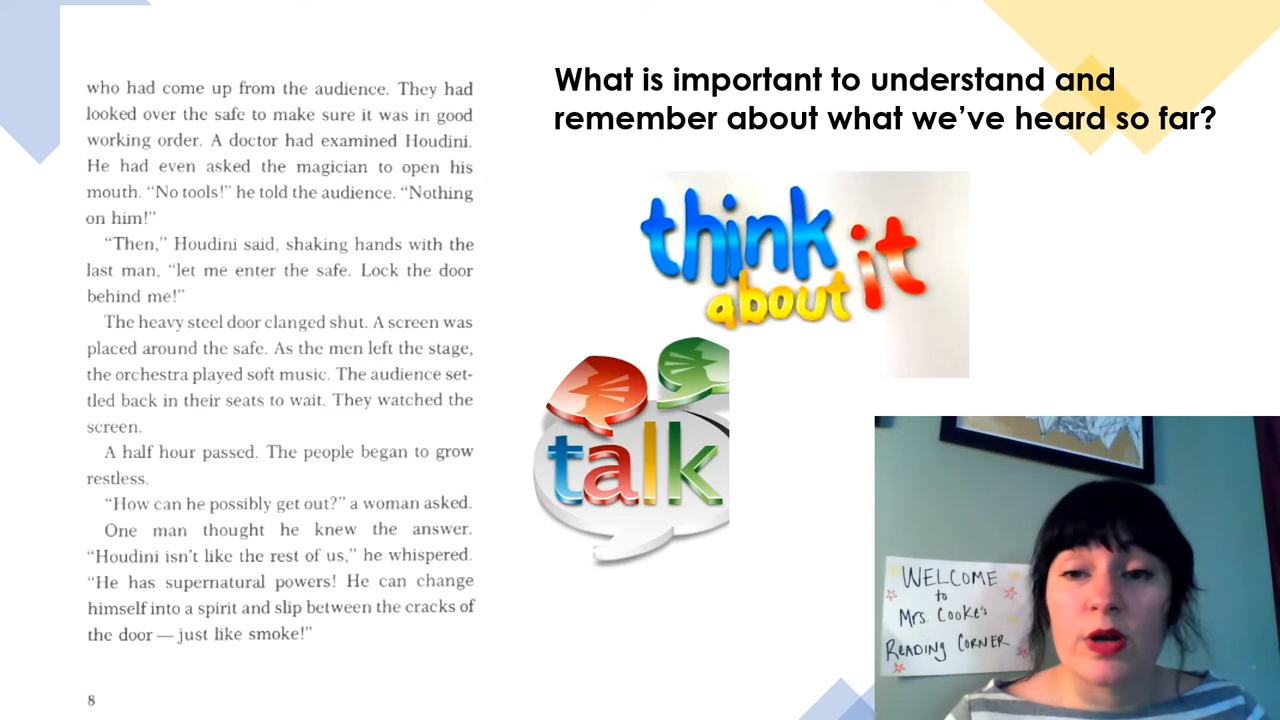 who had come up from the audience. They had
looked over the safe to make sure it was in good
working order. A doctor had examined Houdini.
He had even asked the magician to open his
mouth. “No tools!” he told the audience. “Nothing
on him!”
“Then,” Houdini said, shaking hands with the
last man, “let me enter the safe. Lock the door
behind me!”
The heavy steel door clanged shut. A screen was
placed around the safe. As the men left the stage,
the orchestra played soft music. The audience set-
tled back in their seats to wait. They watched the
screen.
A half hour passed. The people began to grow
restless.
“How can he possibly get out?” a woman asked.
One man thought he knew the answer.
“Houdini isn’t like the rest of us,” he whispered.
“He has supernatural powers! He can change
himself into a spirit and slip between the cracks of
the door — just like smoke!”
8
What is important to understand and
remember about what we’ve heard so far?
think
about it
talk
WELCOME
to
Mrs. Cooke's
READING CORNER